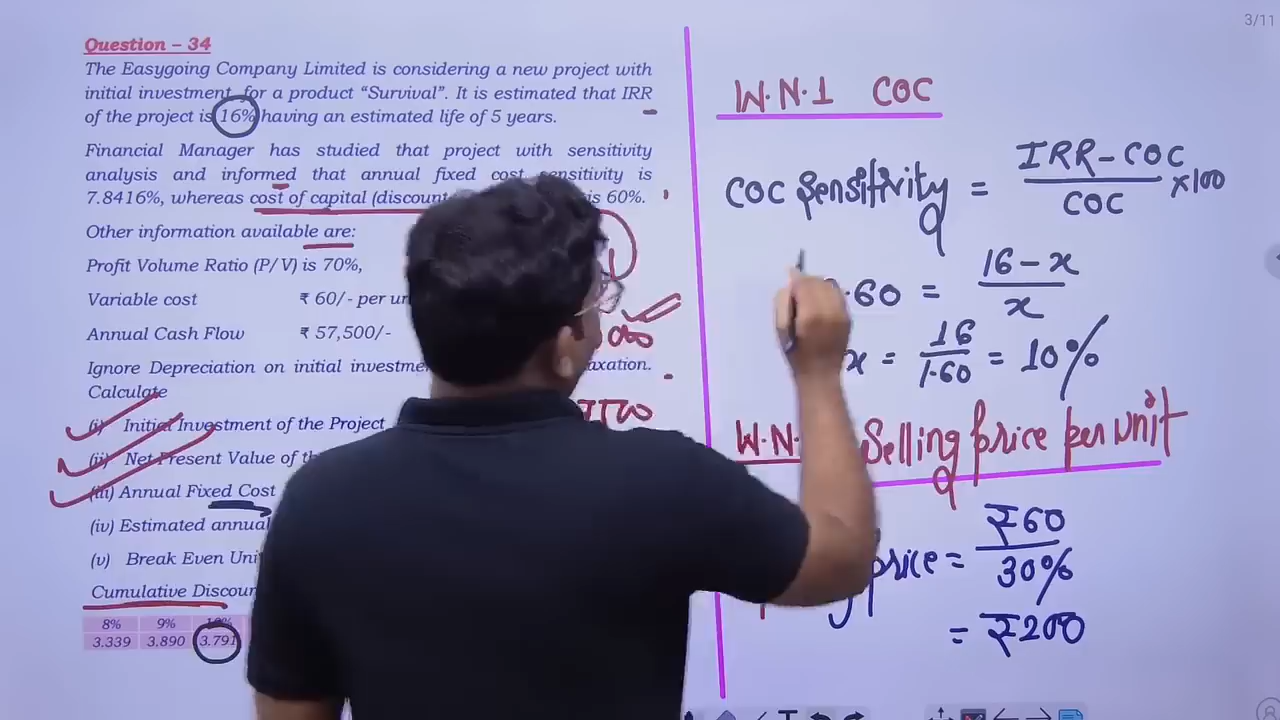 3/11
Question – 34
The Easygoing Company Limited is considering a new project with
initial investment, for a product “Survival”. It is estimated that IRR
of the project is 16% having an estimated life of 5 years.
Financial Manager has studied that project with sensitivity
analysis and informed that annual fixed cost sensitivity is
7.8416%, whereas cost of capital (discount is 60%.
Other information available are:
Profit Volume Ratio (P/V) is 70%,
Variable cost ₹ 60/- per un
Annual Cash Flow ₹ 57,500/-
Ignore Depreciation on initial investme axation.
Calculate
(i) Initial Investment of the Project
(ii) Net Present Value of th
(iii) Annual Fixed Cost
(iv) Estimated annual
(v) Break Even Uni
Cumulative Discoun
8% 9% 10%
3.339 3.890 3.791
W.N.1 COC
COC Sensitivity = IRR-COC
COC
×100
.60 = 16-x
x
x = 16
1.60
= 10%
W.N. Selling price per unit
price = ₹60
30%
= ₹200